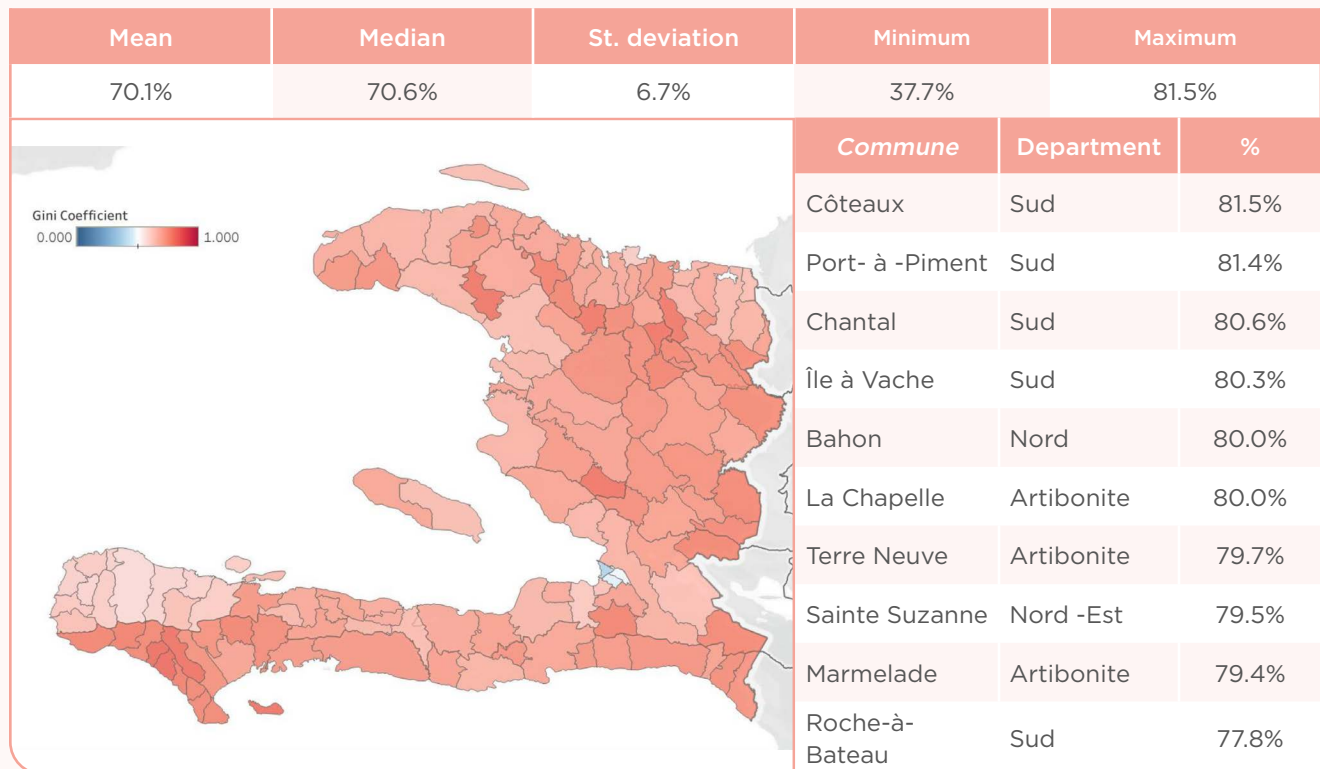 Mean Median St. deviation Minimum Maximum
70.1% 70.6% 6.7% 37.7% 81.5%
Gini Coefficient
0.000 1.000
Commune Department %
Côteaux Sud 81.5%
Port- à -Piment Sud 81.4%
Chantal Sud 80.6%
Île à Vache Sud 80.3%
Bahon Nord 80.0%
La Chapelle Artibonite 80.0%
Terre Neuve Artibonite 79.7%
Sainte Suzanne Nord -Est 79.5%
Marmelade Artibonite 79.4%
Roche-à-
Bateau Sud 77.8%